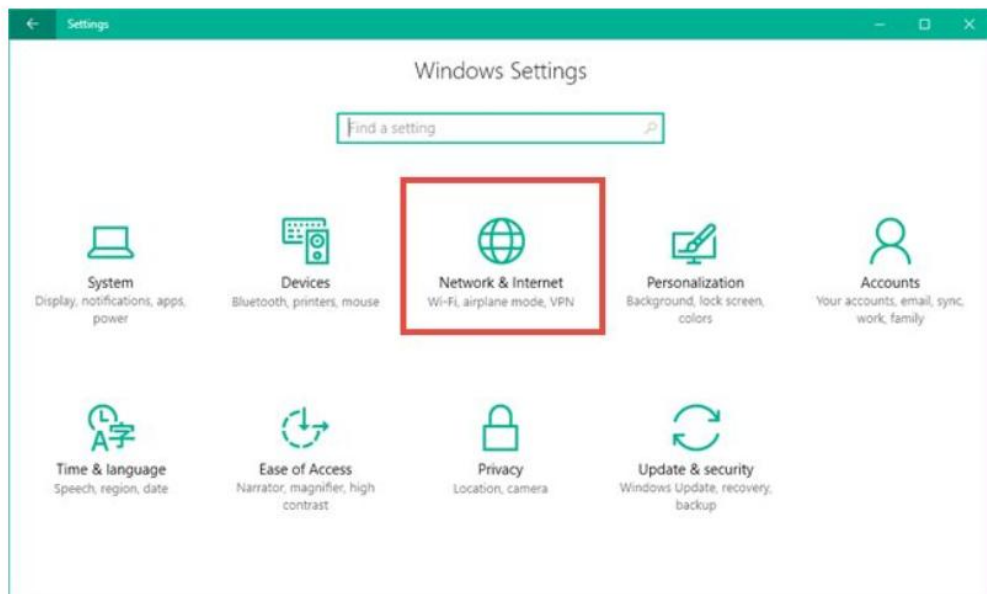 Settings
Windows Settings
Find a setting
System
Display, notifications, apps,
power
Devices
Bluetooth, printers, mouse
Network & Internet
Wi-Fi, airplane mode, VPN
Personalization
Background, lock screen,
colors
Accounts
Your accounts, email, sync,
work, family
A字
Time & language
Speech, region, date
Ease of Access
Narrator, magnifier, high
contrast
Privacy
Location, camera
Update & security
Windows Update, recovery,
backup